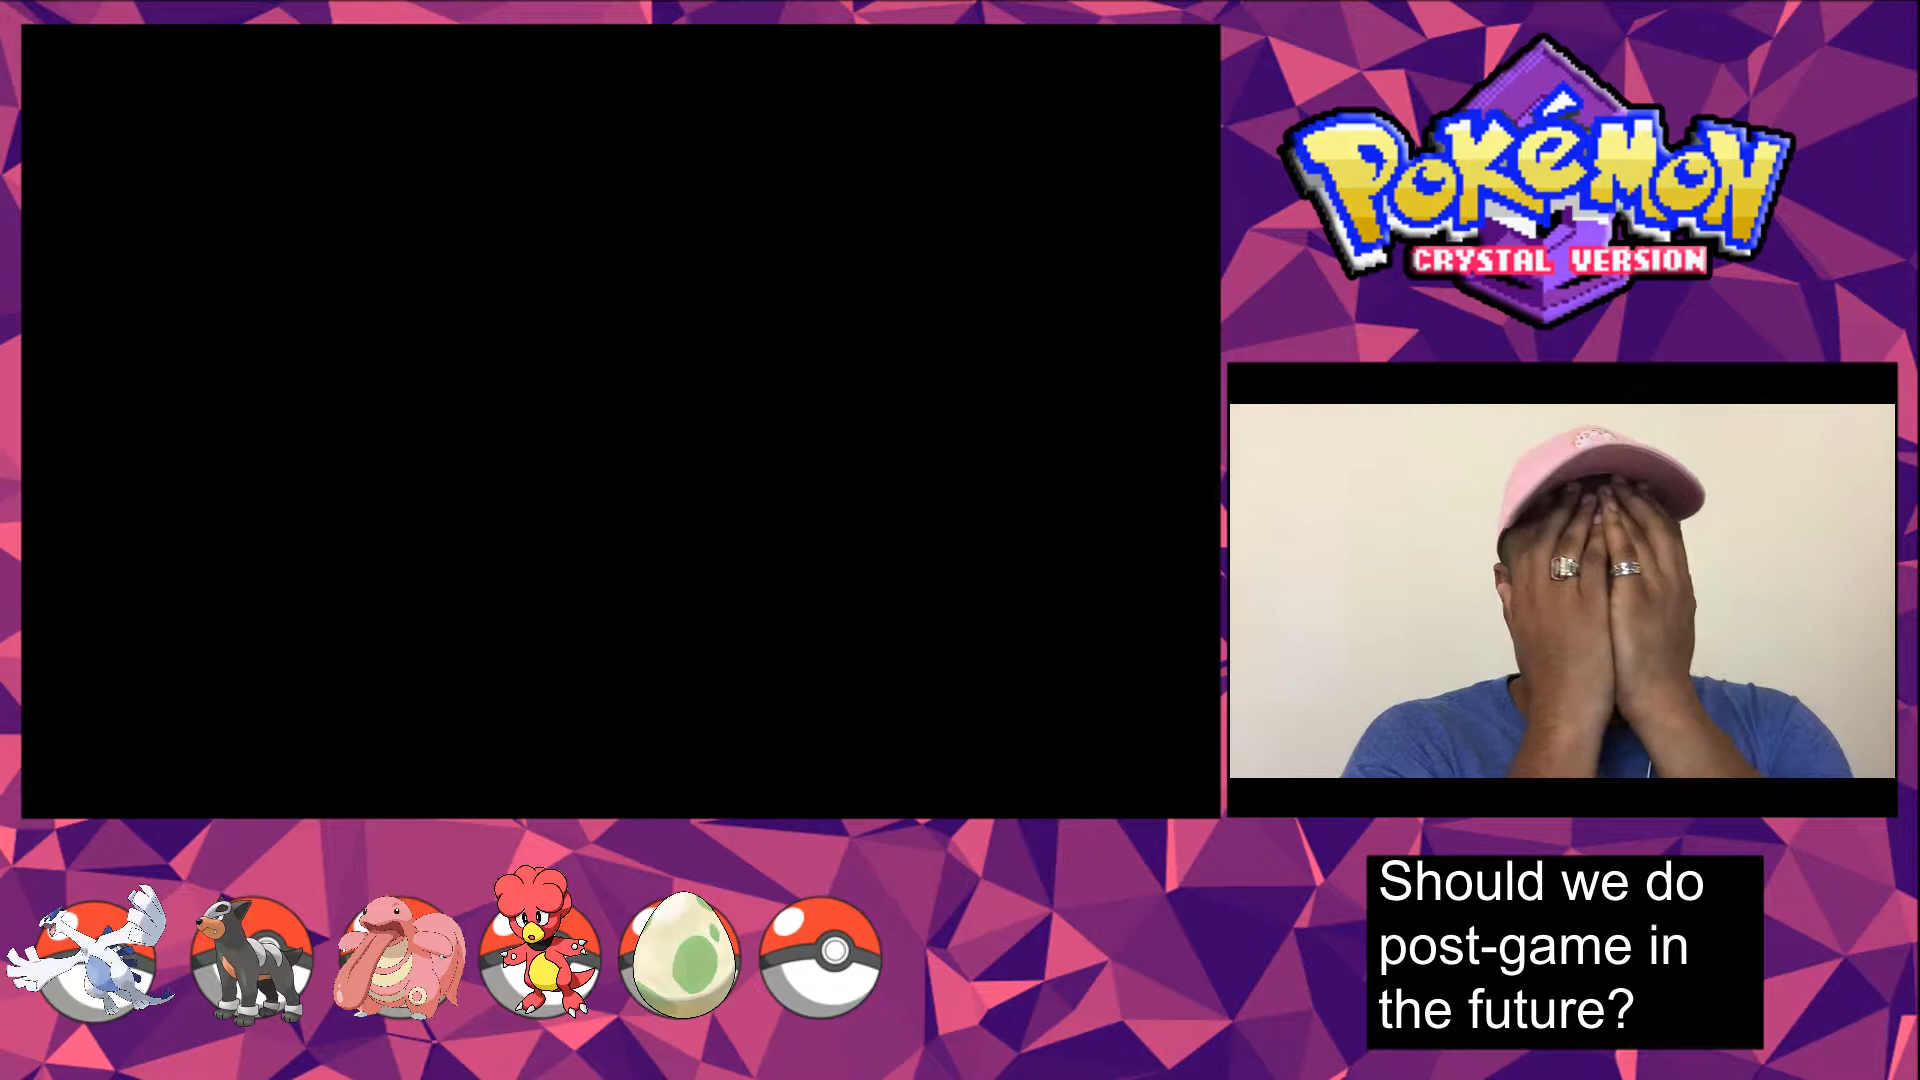 POKéMON
CRYSTAL VERSION
Should we do
post-game in
the future?